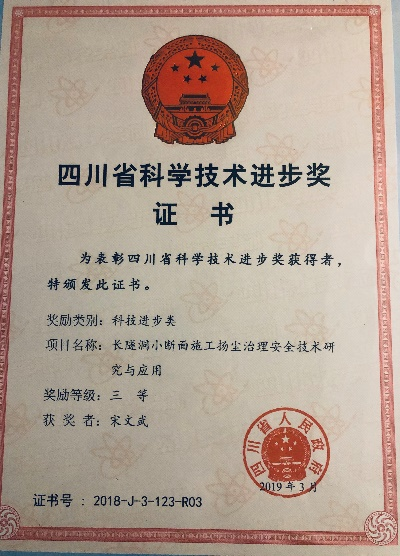 四川省科学技术进步奖
证书
为表彰四川省科学技术进步奖获得者，
特颁发此证书。
奖励类别：科技进步类
项目名称：长隧洞小断面施工扬尘治理安全技术研
究与应用
奖励等级：三 等
获 奖 者：宋文武
四川省人民政府
2019年3月
证书号：2018-J-3-123-R03